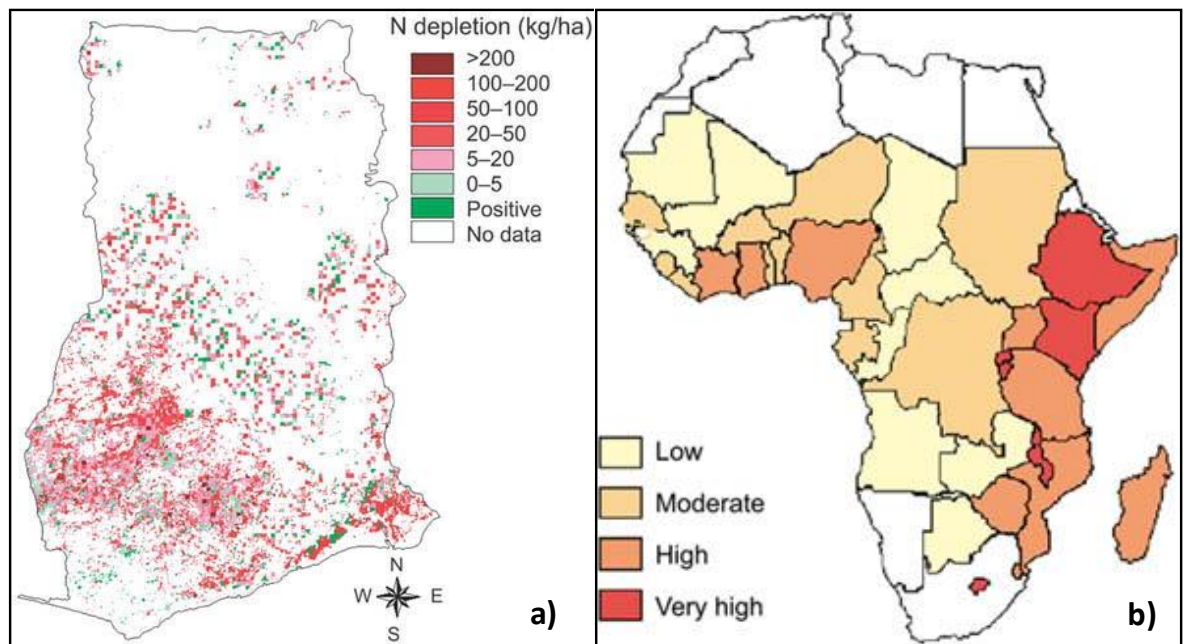 N depletion (kg/ha)
>200
100–200
50–100
20–50
5–20
0–5
Positive
No data
N
W E
S
a)
Low
Moderate
High
Very high
b)